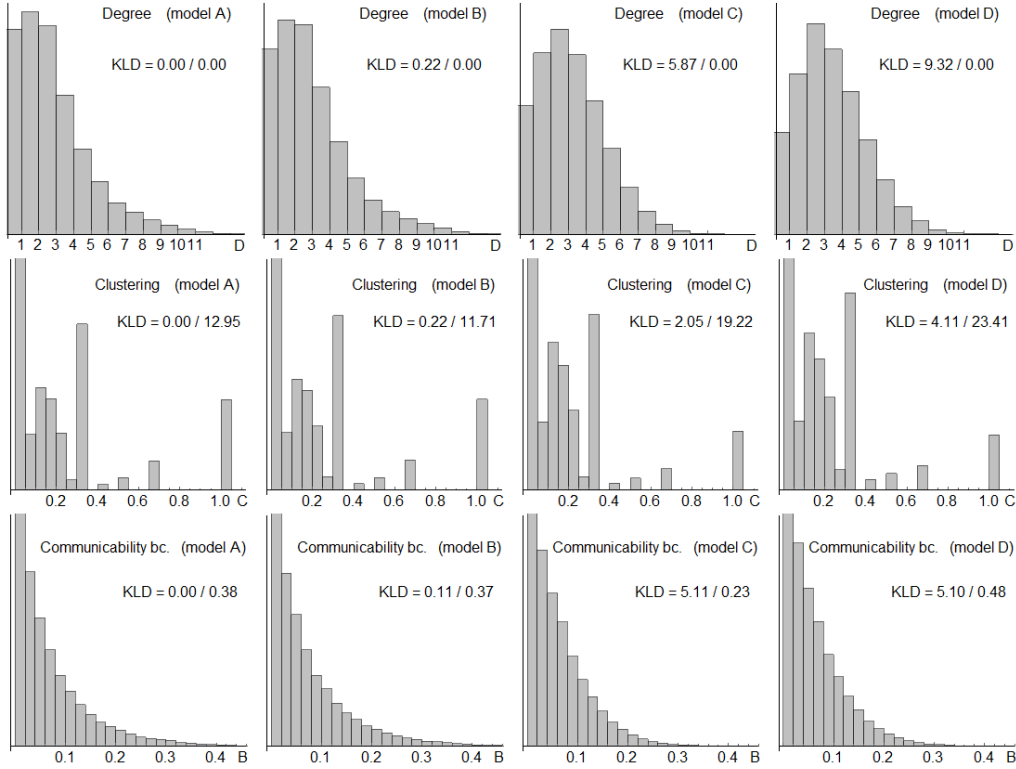 Degree (model A)
KLD = 0.00 / 0.00
1 2 3 4 5 6 7 8 9 10 11 D
Degree (model B)
KLD = 0.22 / 0.00
1 2 3 4 5 6 7 8 9 10 11 D
Degree (model C)
KLD = 5.87 / 0.00
1 2 3 4 5 6 7 8 9 10 11 D
Degree (model D)
KLD = 9.32 / 0.00
1 2 3 4 5 6 7 8 9 10 11 D
Clustering (model A)
KLD = 0.00 / 12.95
0.2 0.4 0.6 0.8 1.0 C
Clustering (model B)
KLD = 0.22 / 11.71
0.2 0.4 0.6 0.8 1.0 C
Clustering (model C)
KLD = 2.05 / 19.22
0.2 0.4 0.6 0.8 1.0 C
Clustering (model D)
KLD = 4.11 / 23.41
0.2 0.4 0.6 0.8 1.0 C
Communicability bc. (model A)
KLD = 0.00 / 0.38
0.1 0.2 0.3 0.4 B
Communicability bc. (model B)
KLD = 0.11 / 0.37
0.1 0.2 0.3 0.4 B
Communicability bc. (model C)
KLD = 5.11 / 0.23
0.1 0.2 0.3 0.4 B
Communicability bc. (model D)
KLD = 5.10 / 0.48
0.1 0.2 0.3 0.4 B